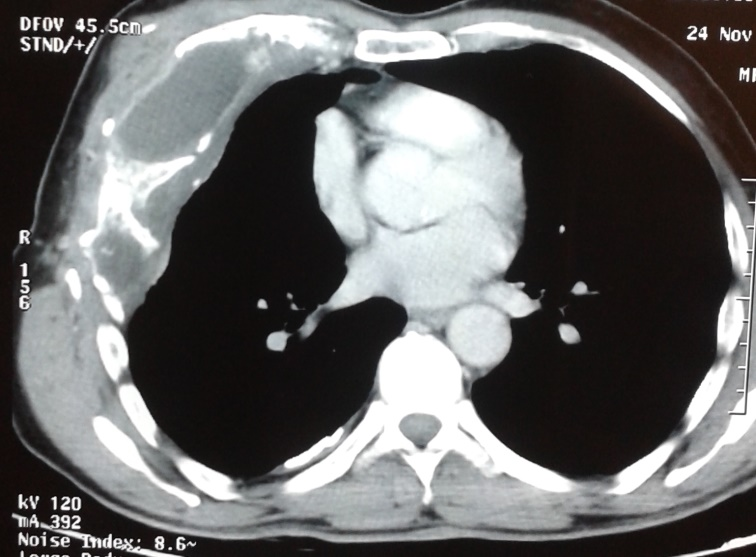 DFOV 45.5cm
STND/+/
24 Nov
R
1
5
6
kV 120
mA 392
Noise Index: 8.6~